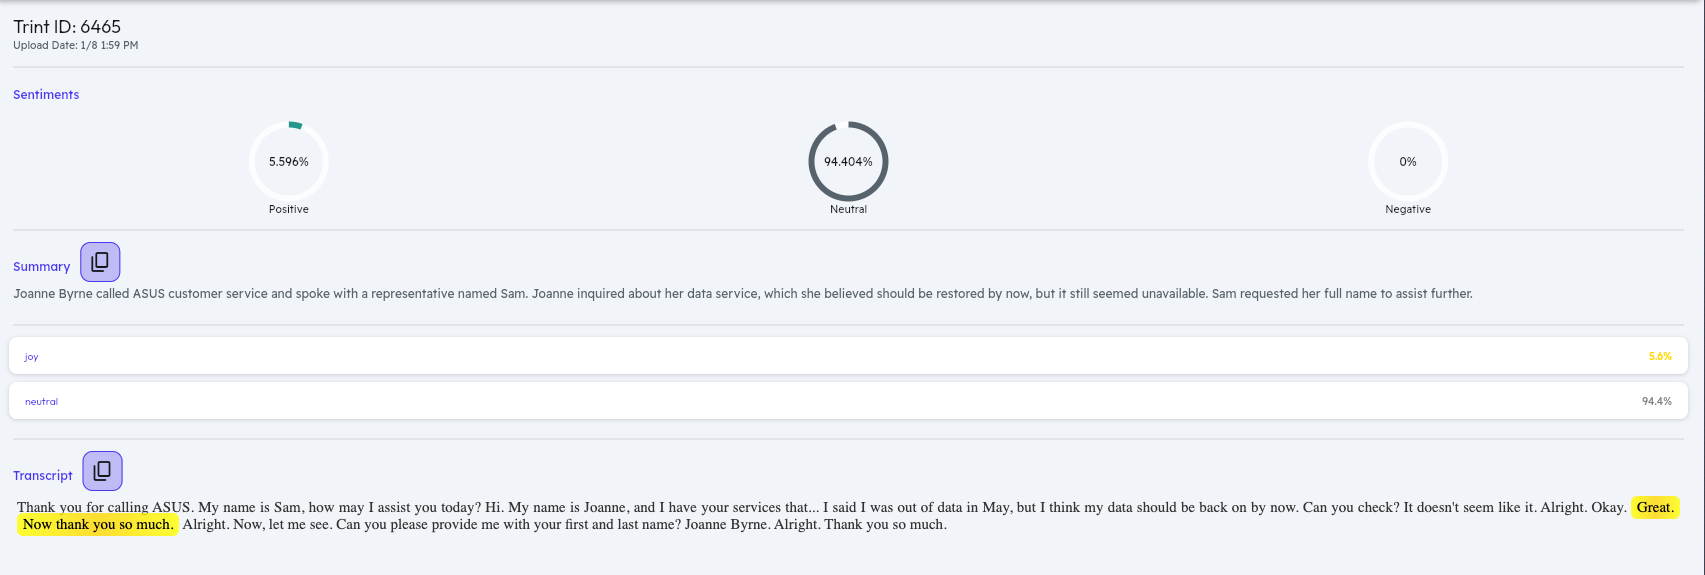 Trint ID: 6465
Upload Date: 1/8 1:59 PM
Sentiments
5.596%
94.404%
0%
Positive
Neutral
Negative
Summary
Joanne Byrne called ASUS customer service and spoke with a representative named Sam. Joanne inquired about her data service, which she believed should be restored by now, but it still seemed unavailable. Sam requested her full name to assist further.
joy
5.6%
neutral
94.4%
Transcript
Thank you for calling ASUS. My name is Sam, how may I assist you today? Hi. My name is Joanne, and I have your services that... I said I was out of data in May, but I think my data should be back on by now. Can you check? It doesn't seem like it. Alright. Okay. Great.
Now thank you so much. Alright. Now, let me see. Can you please provide me with your first and last name? Joanne Byrne. Alright. Thank you so much.